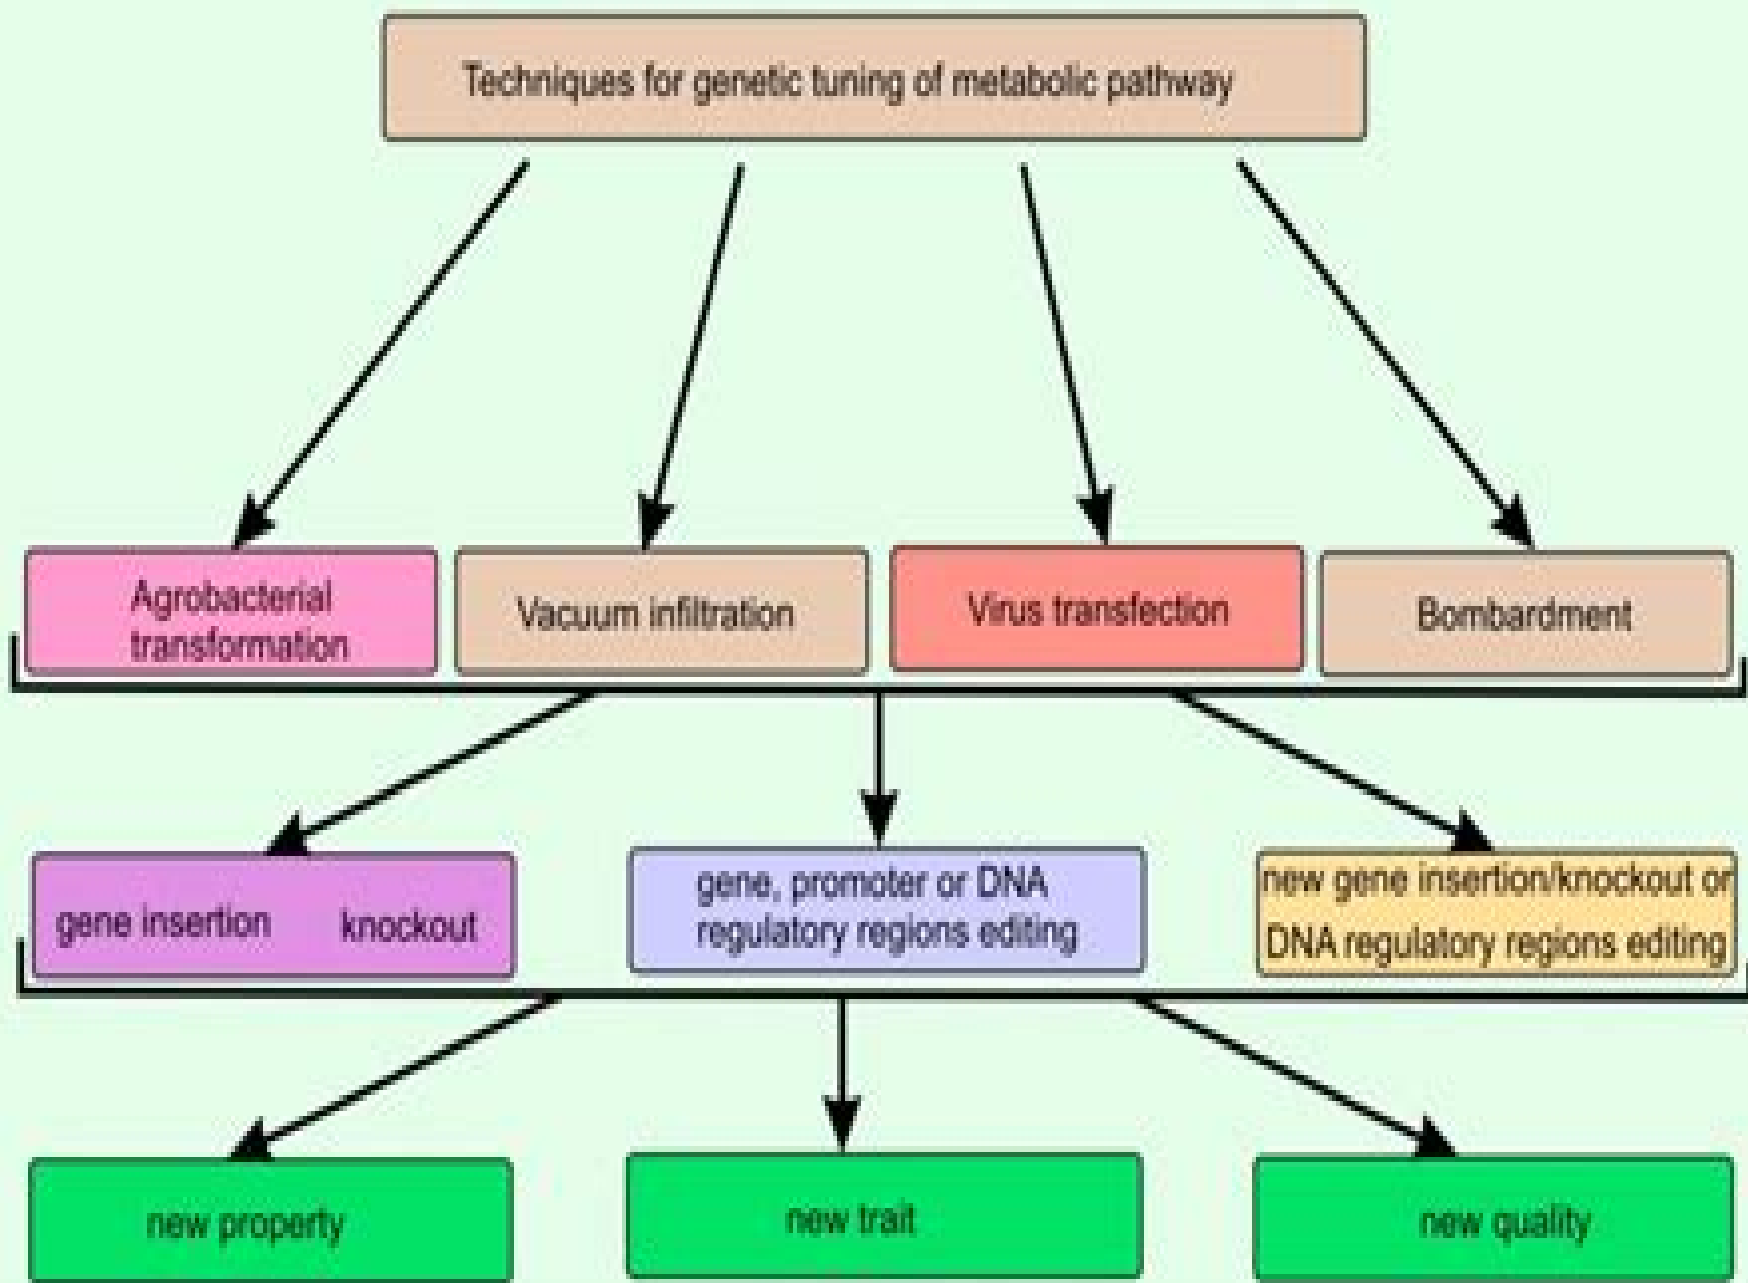 Techniques for genetic tuning of metabolic pathway
Agrobacterial
transformation
Vacuum infiltration
Virus transfection
Bombardment
gene insertion knockout
gene, promoter or DNA
regulatory regions editing
new gene insertion/knockout or
DNA regulatory regions editing
new property
new trait
new quality